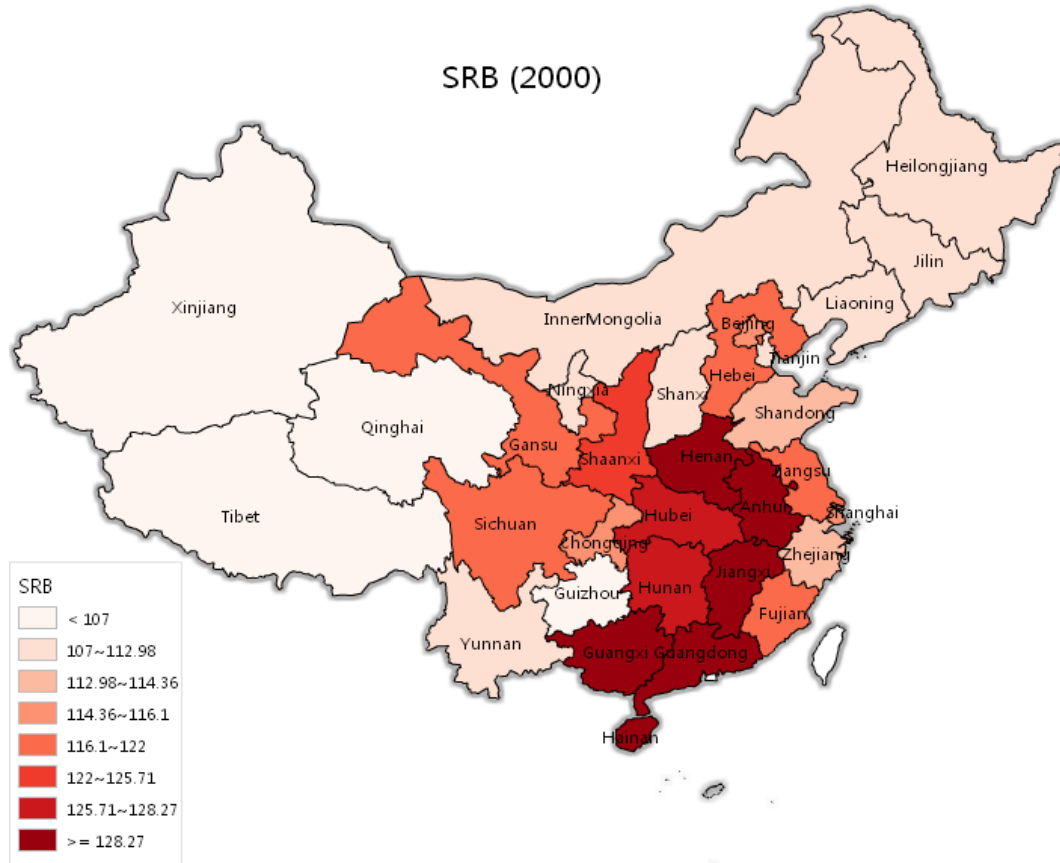 SRB (2000)
Heilongjiang
Jilin
Xinjiang
Liaoning
InnerMongolia
Beijing
Tianjin
Hebei
Ningxia
Shanxi
Shandong
Qinghai
Gansu
Shaanxi
Henan
Jiangsu
Anhui
Shanghai
Tibet
Sichuan
Hubei
Chongqing
Zhejiang
Jiangxi
Guizhou
Hunan
Fujian
Yunnan
Guangxi
Guangdong
Hainan
SRB
< 107
107~112.98
112.98~114.36
114.36~116.1
116.1~122
122~125.71
125.71~128.27
>= 128.27